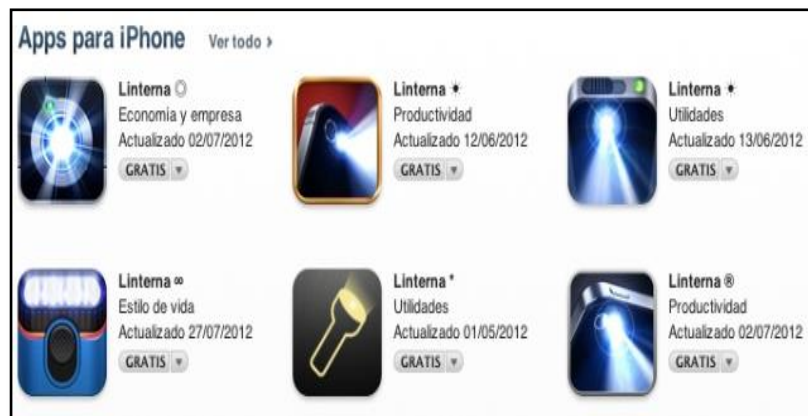 Apps para iPhone Ver todo ›
Linterna ◎
Economía y empresa
Actualizado 02/07/2012
GRATIS
Linterna ☀
Productividad
Actualizado 12/06/2012
GRATIS
Linterna ☀
Utilidades
Actualizado 13/06/2012
GRATIS
Linterna ∞
Estilo de vida
Actualizado 27/07/2012
GRATIS
Linterna *
Utilidades
Actualizado 01/05/2012
GRATIS
Linterna ®
Productividad
Actualizado 02/07/2012
GRATIS